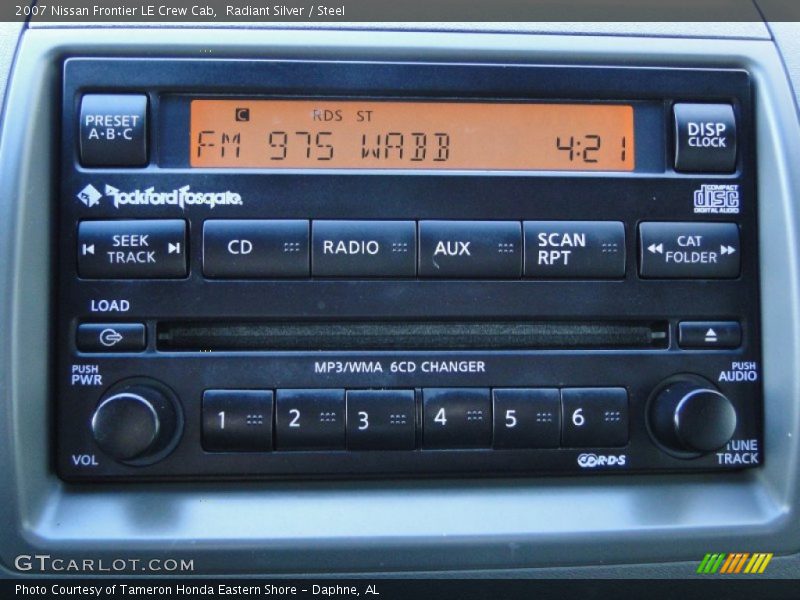 2007 Nissan Frontier LE Crew Cab,  Radiant Silver / Steel
C RDS ST
FM 975 WABB 4:21 1
PRESET
A·B·C
DISP
CLOCK
Rockford Fosgate.
COMPACT
disc
DIGITAL AUDIO
SEEK
TRACK
CD
RADIO
AUX
SCAN
RPT
CAT
FOLDER
LOAD
MP3/WMA 6CD CHANGER
PUSH
PWR
PUSH
AUDIO
1 2 3 4 5 6
VOL
R·D·S
TUNE
TRACK
GTCARLOT.COM
Photo Courtesy of Tameron Honda Eastern Shore – Daphne, AL